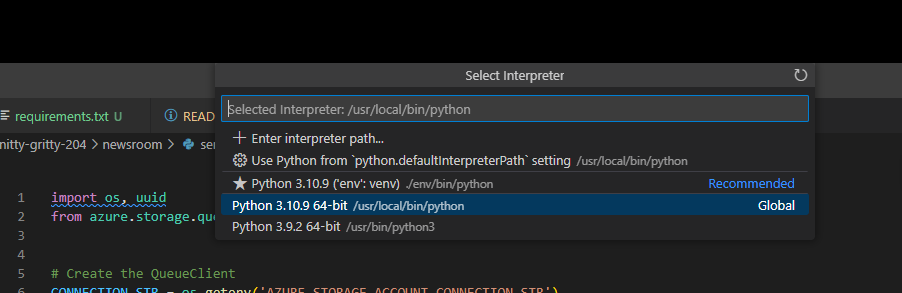 Select Interpreter
Selected Interpreter: /usr/local/bin/python
requirements.txt U
READ
Enter interpreter path...
nitty-gritty-204 > newsroom > se
Use Python from `python.defaultInterpreterPath` setting /usr/local/bin/python
Python 3.10.9 ('env': venv) ./env/bin/python Recommended
1 import os, uuid
Python 3.10.9 64-bit /usr/local/bin/python Global
2 from azure.storage.que
Python 3.9.2 64-bit /usr/bin/python3
3
4
5 # Create the QueueClient
6 CONNECTION_STR = os.getenv('AZURE_STORAGE_ACCOUNT_CONNECTION_STR')